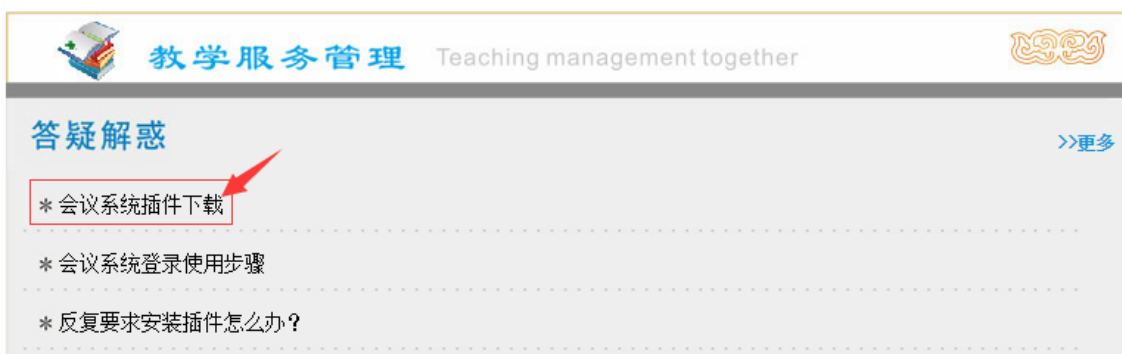 教学服务管理 Teaching management together
答疑解惑
>>更多
*会议系统插件下载
*会议系统登录使用步骤
*反复要求安装插件怎么办?